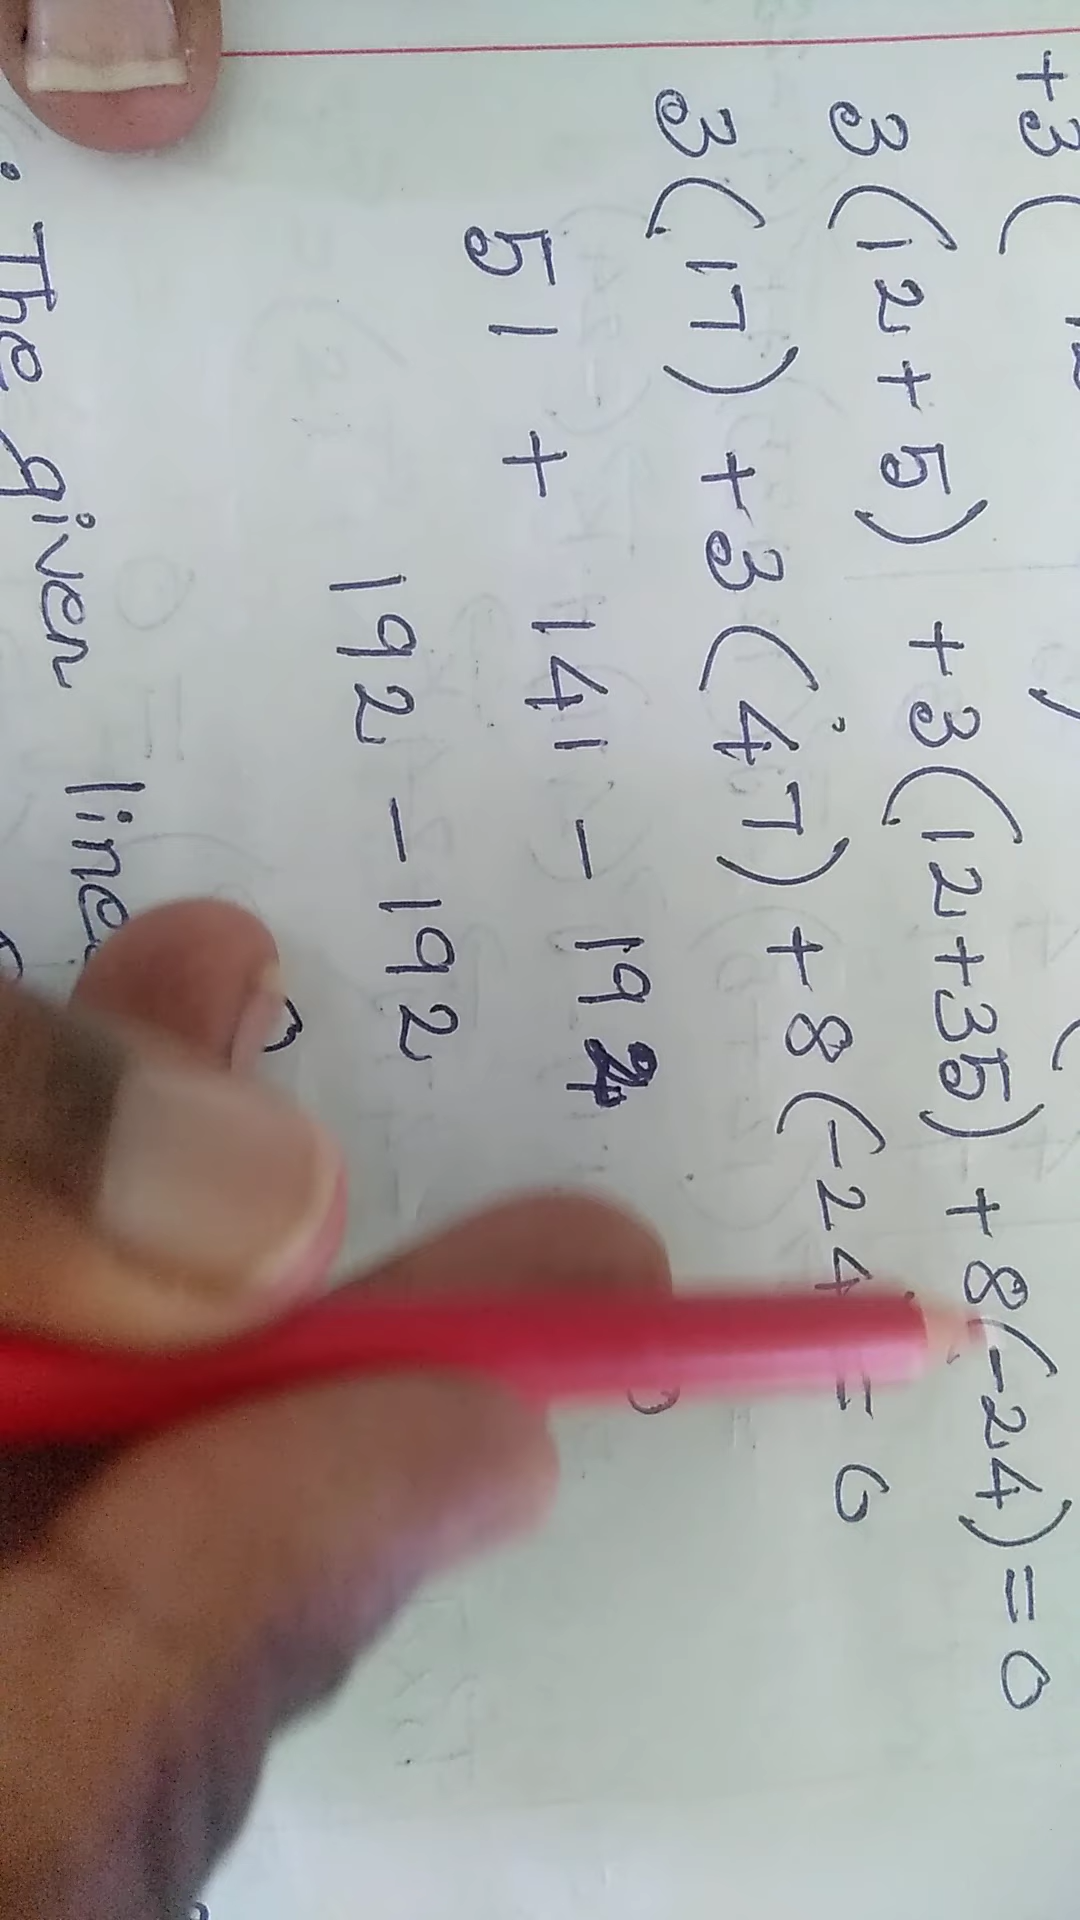 +3(
3(12+5) +3(12+35) +8(-24)=0
3(17) +3(47) +8(-24 = 0
51 + 141 - 192
192 - 192
The given line